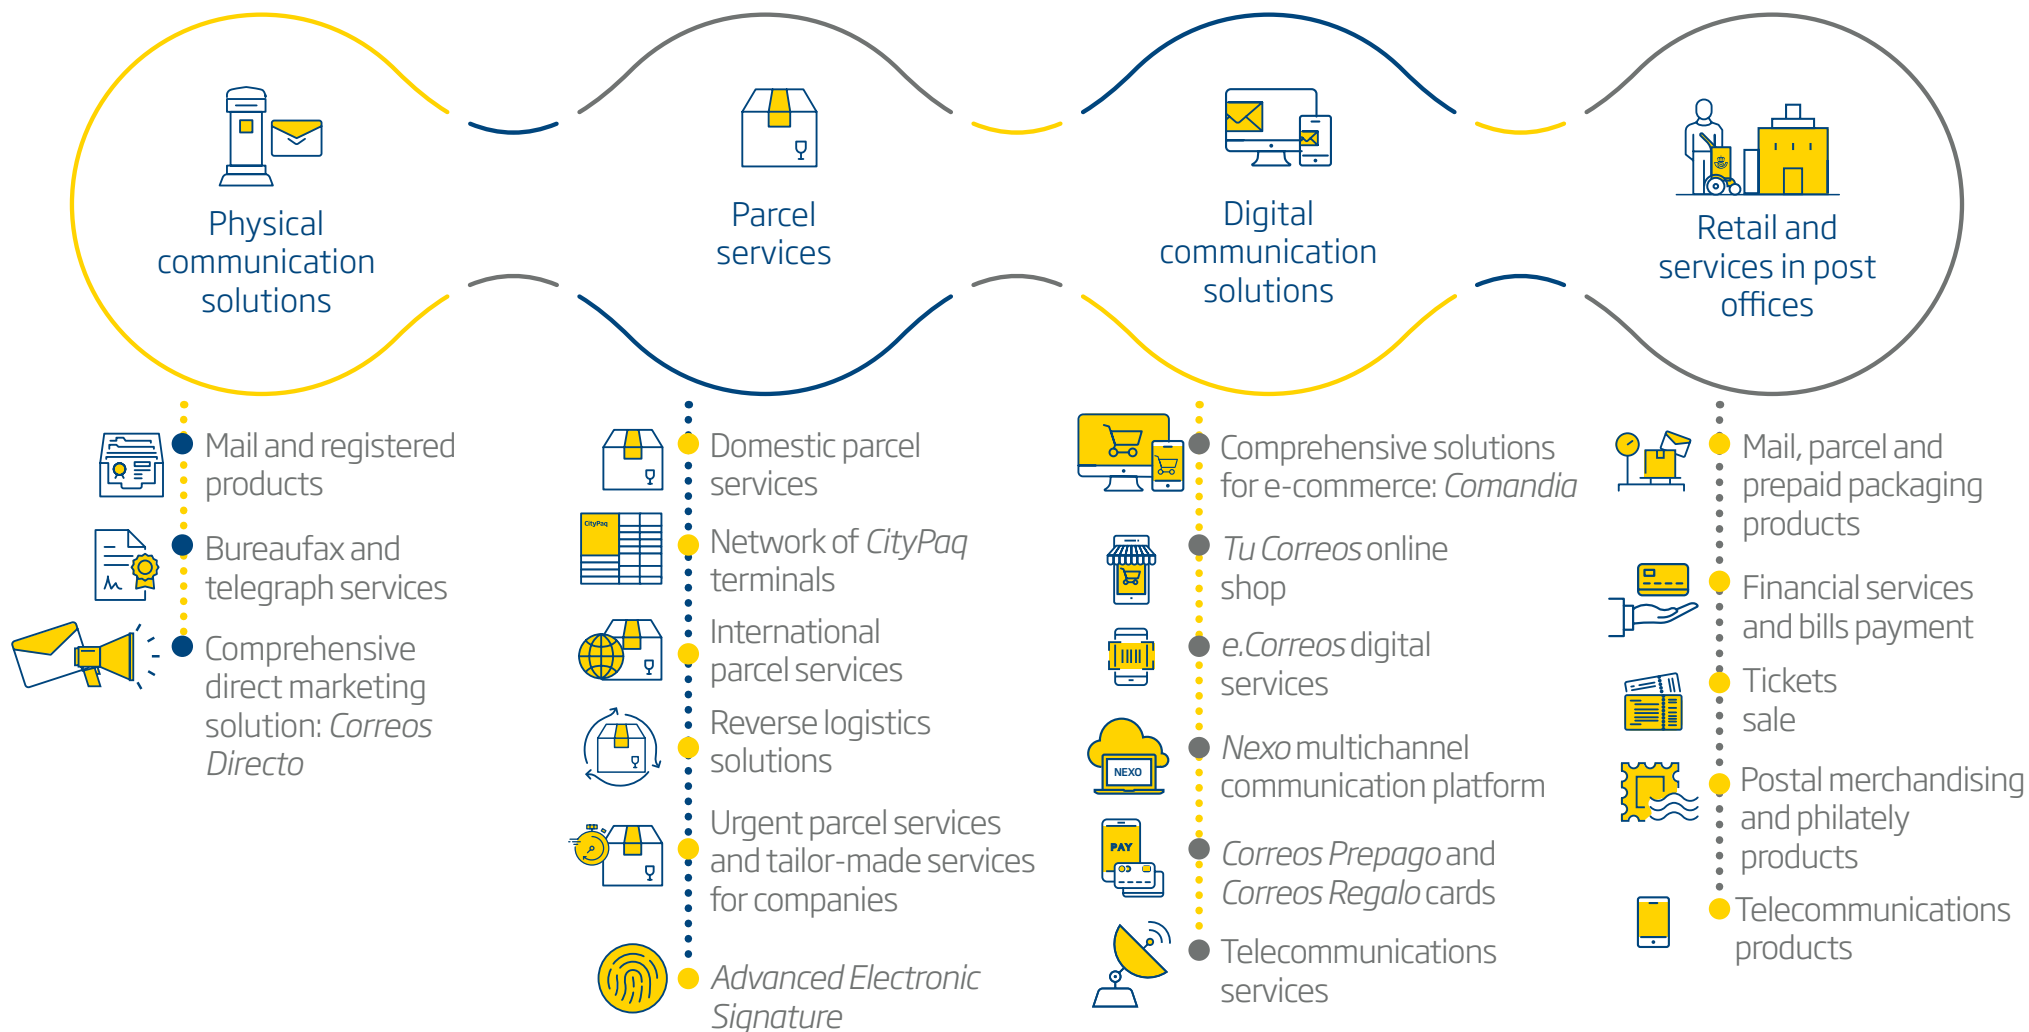 Physical
communication
solutions
Parcel
services
Digital
communication
solutions
Retail and
services in post
offices
Mail and registered
products
Bureaufax and
telegraph services
Comprehensive
direct marketing
solution: Correos
Directo
Domestic parcel
services
CityPaq
Network of CityPaq
terminals
International
parcel services
Reverse logistics
solutions
Urgent parcel services
and tailor-made services
for companies
Advanced Electronic
Signature
Comprehensive solutions
for e-commerce: Comandia
Tu Correos online
shop
e.Correos digital
services
NEXO
Nexo multichannel
communication platform
PAY
Correos Prepago and
Correos Regalo cards
Telecommunications
services
Mail, parcel and
prepaid packaging
products
Financial services
and bills payment
Tickets
sale
Postal merchandising
and philately
products
Telecommunications
products